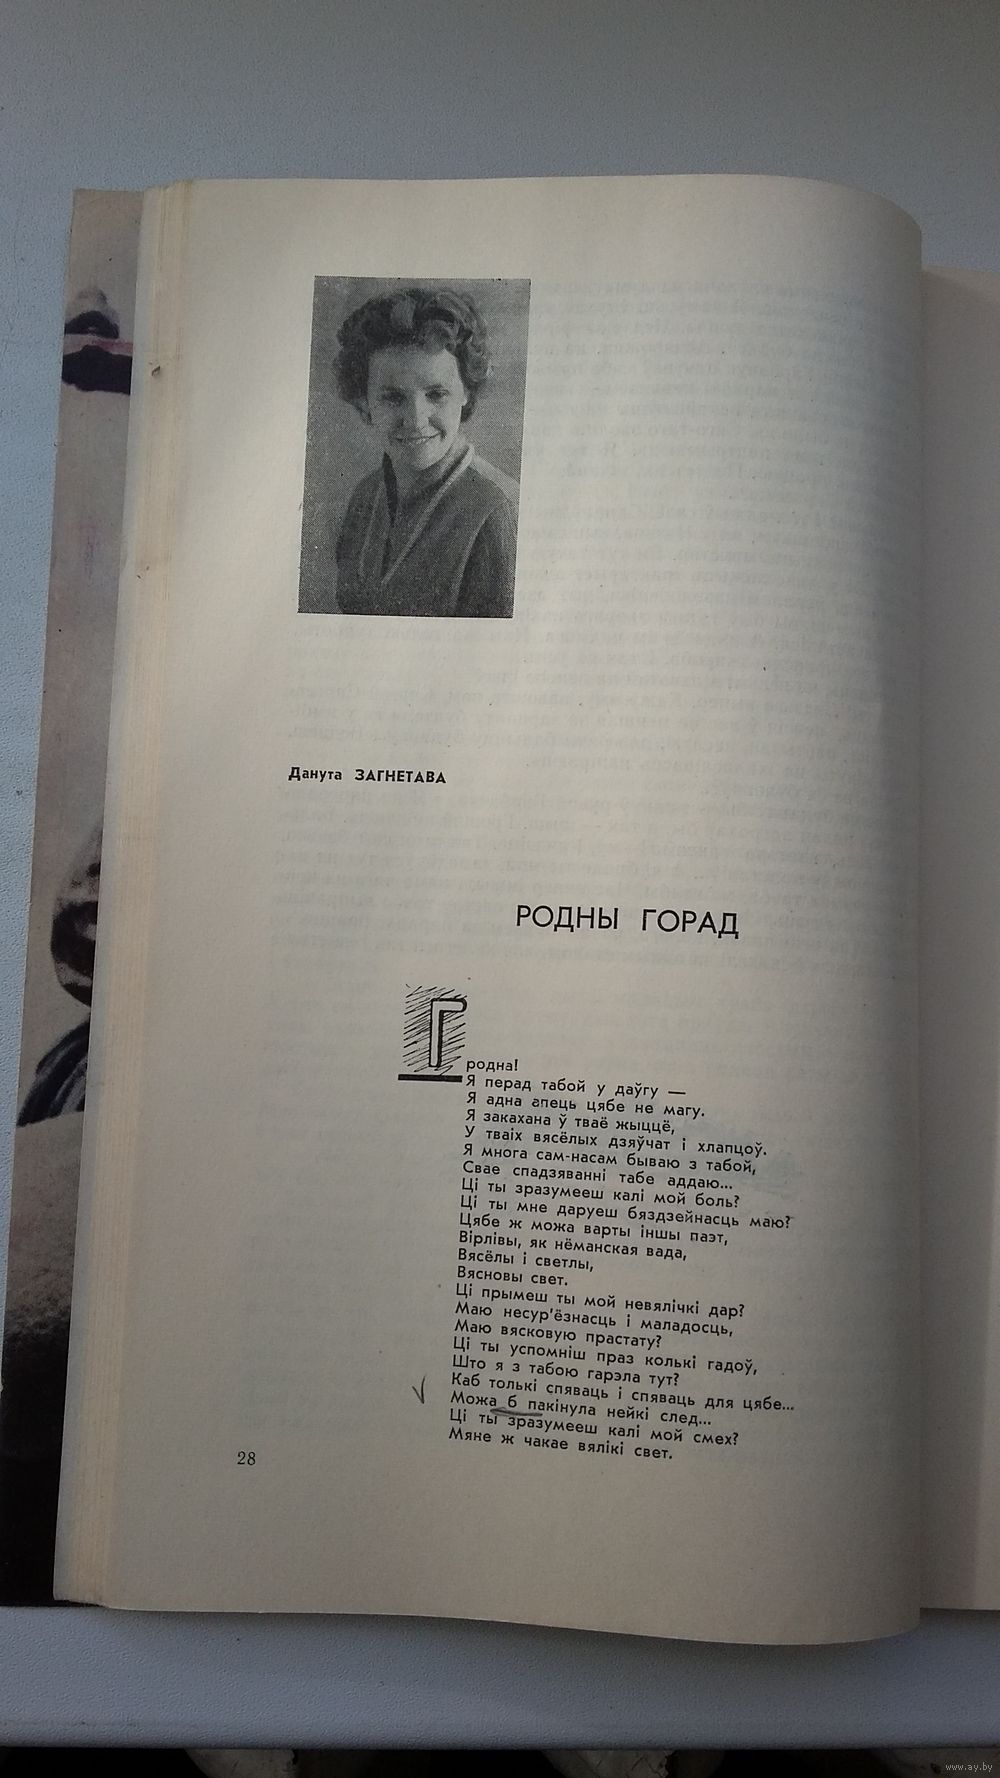 Данута ЗАГНЕТАВА
РОДНЫ ГОРАД
Гродна!
Я перад табой у даўгу —
Я адна апець цябе не магу.
Я закахана ў тваё жыццё,
У тваіх вясёлых дзяўчат і хлапцоў.
Я многа сам-насам бываю з табой,
Свае спадзяванні табе аддаю...
Ці ты зразумееш калі мой боль?
Ці ты мне даруеш бяздзейнасць маю?
Цябе ж можа варты іншы паэт,
Вірлівы, як нёманская вада,
Вясёлы і светлы,
Вясновы свет.
Ці прымеш ты мой невялічкі дар?
Маю несур'ёзнасць і маладосць,
Маю вясковую прастату?
Ці ты успомніш праз колькі гадоў,
Што я з табою гарэла тут?
Каб толькі спяваць і спяваць для цябе...
Можа б пакінула нейкі след...
Ці ты зразумееш калі мой смех?
Мяне ж чакае вялікі свет.
28
www.ay.by